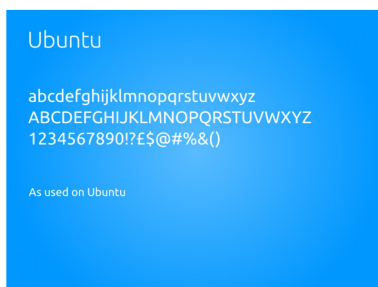 Ubuntu
abcdefghijklmnopqrstuvwxyz
ABCDEFGHIJKLMNOPQRSTUVWXYZ
1234567890!?£$@#%&()
As used on Ubuntu